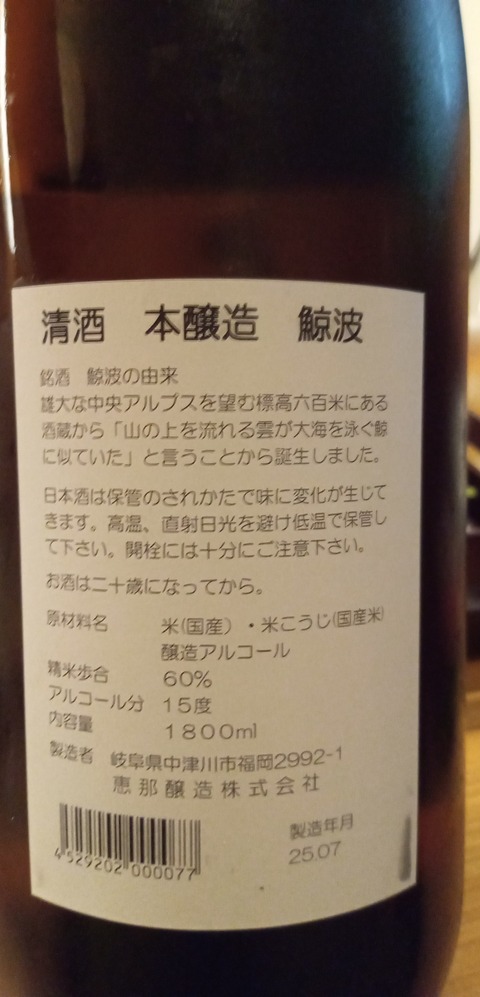 清酒　本醸造　鯨波
銘酒　鯨波の由来
雄大な中央アルプスを望む標高六百米にある
酒蔵から「山の上を流れる雲が大海を泳ぐ鯨
に似ていた」と言うことから誕生しました。
日本酒は保管のされかたで味に変化が生じて
きます。高温、直射日光を避け低温で保管し
て下さい。開栓には十分にご注意下さい。
お酒は二十歳になってから。
原材料名　米(国産）・米こうじ(国産米)
醸造アルコール
精米歩合　60%
アルコール分　15度
内容量　1800ml
製造者　岐阜県中津川市福岡2992-1
恵那醸造株式会社
4 529202 000077
製造年月
25.07